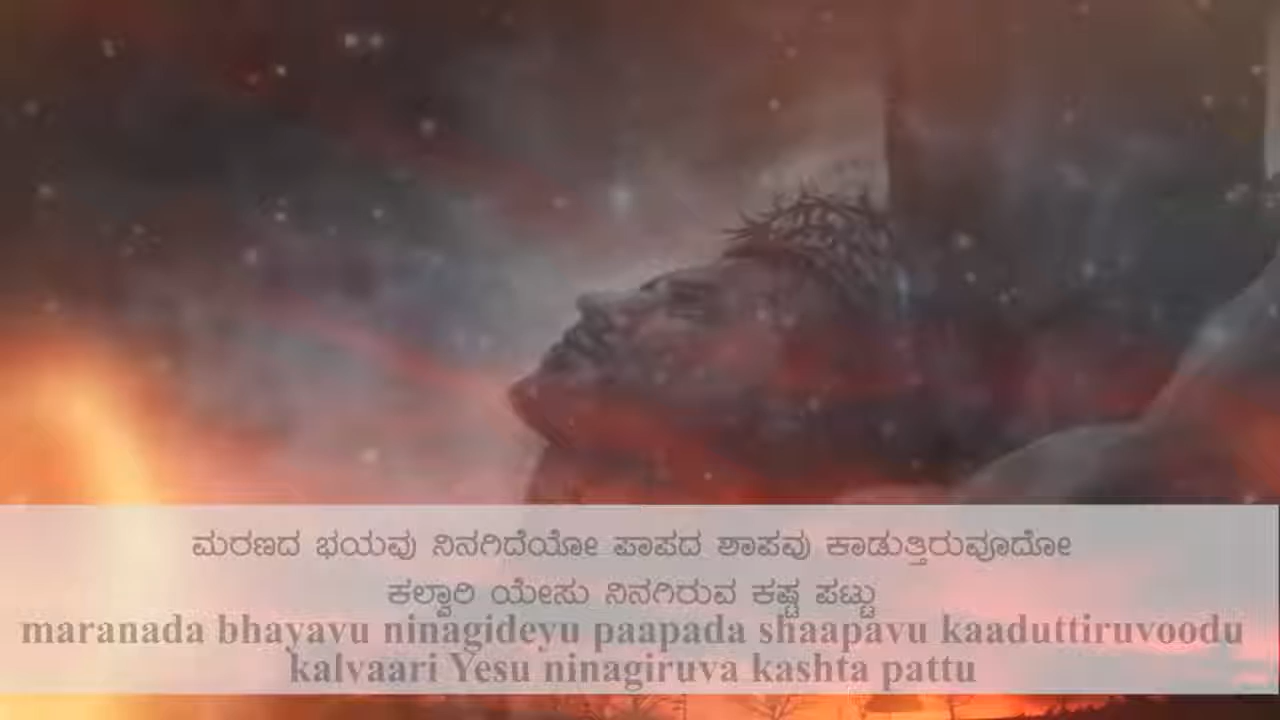 ಮರಣದ ಭಯವು ನಿನಗಿದೆಯೋ ಪಾಪದ ಶಾಪವು ಕಾಡುತ್ತಿರುವೂದೋ
ಕಲ್ವಾರಿ ಯೇಸು ನಿನಗಿರುವ ಕಷ್ಟ ಪಟ್ಟು
maranada bhayavu ninagideyu paapada shaapavu kaaduttiruvoodu
kalvaari Yesu ninagiruva kashta pattu